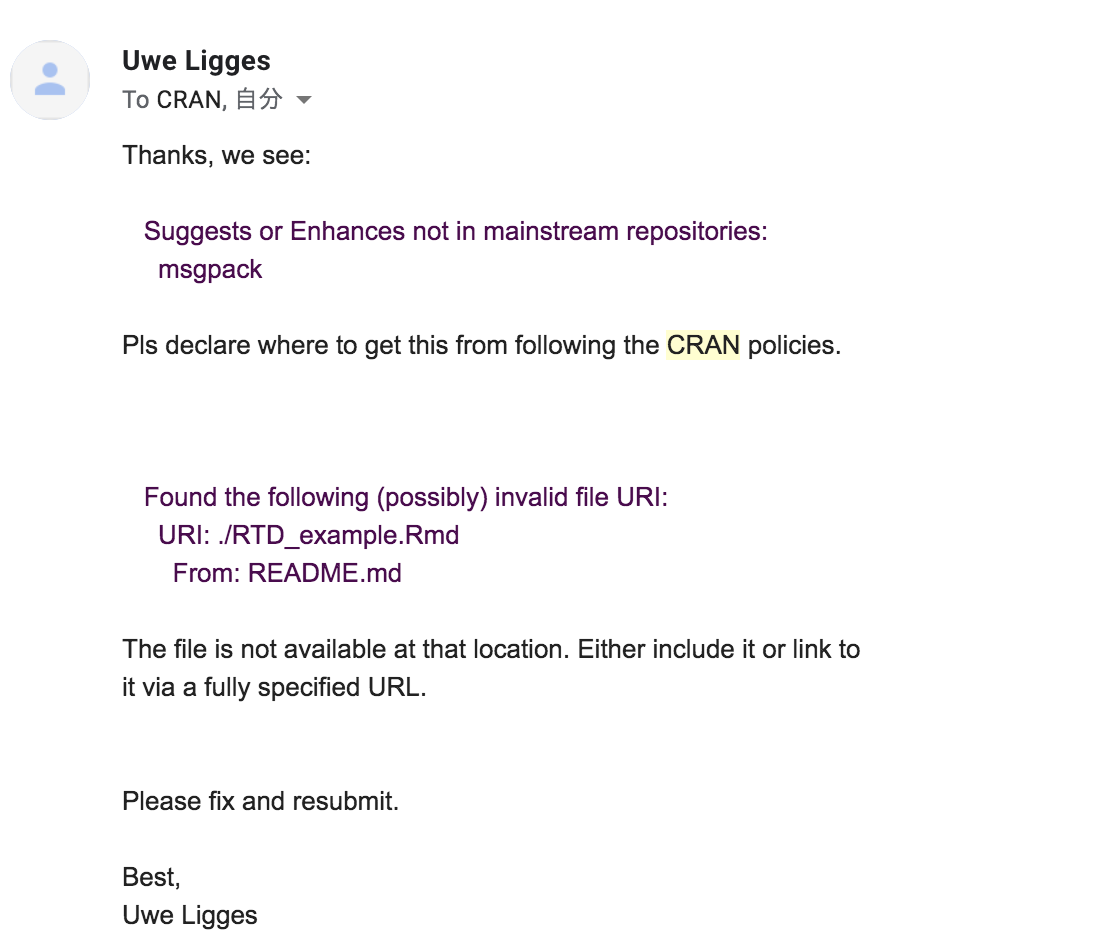 Uwe Ligges
To CRAN, 自分
Thanks, we see:
Suggests or Enhances not in mainstream repositories:
msgpack
Pls declare where to get this from following the CRAN policies.
Found the following (possibly) invalid file URI:
URI: ./RTD_example.Rmd
From: README.md
The file is not available at that location. Either include it or link to
it via a fully specified URL.
Please fix and resubmit.
Best,
Uwe Ligges